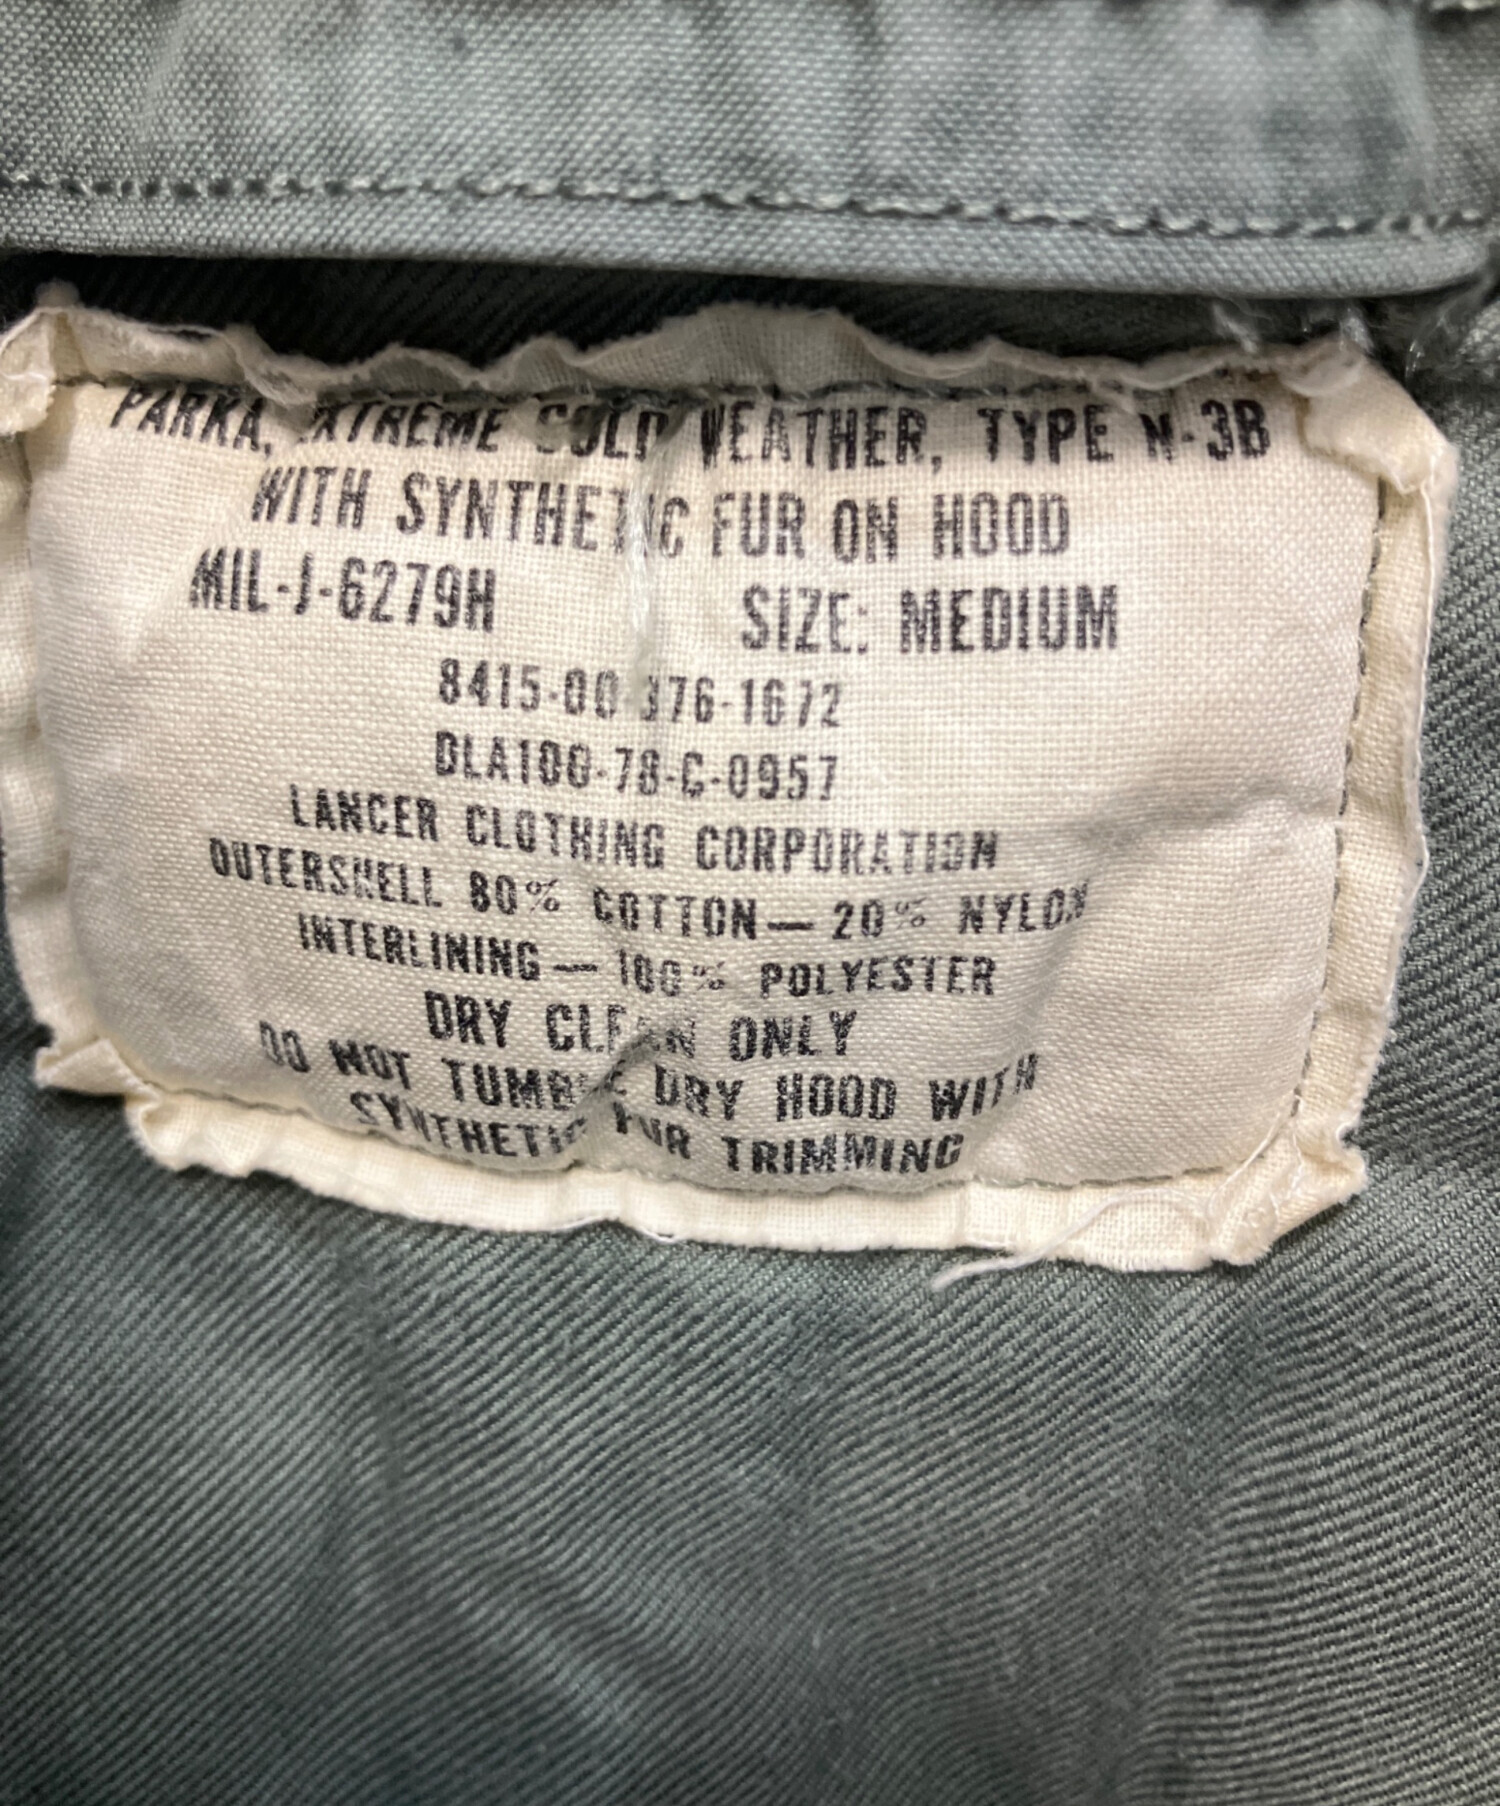 PARKA, EXTREME COLD WEATHER, TYPE N-3B
WITH SYNTHETIC FUR ON HOOD
MIL-J-6279H SIZE: MEDIUM
8415-00-376-1672
DLA100-78-C-0957
LANCER CLOTHING CORPORATION
OUTERSHELL 80% COTTON — 20% NYLON
INTERLINING — 100% POLYESTER
DRY CLEAN ONLY
DO NOT TUMBLE DRY HOOD WITH
SYNTHETIC FUR TRIMMING